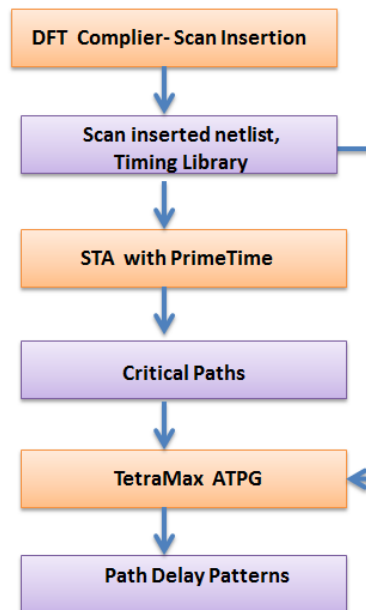 DFT Complier- Scan Insertion
Scan inserted netlist,
Timing Library
STA with PrimeTime
Critical Paths
TetraMax ATPG
Path Delay Patterns